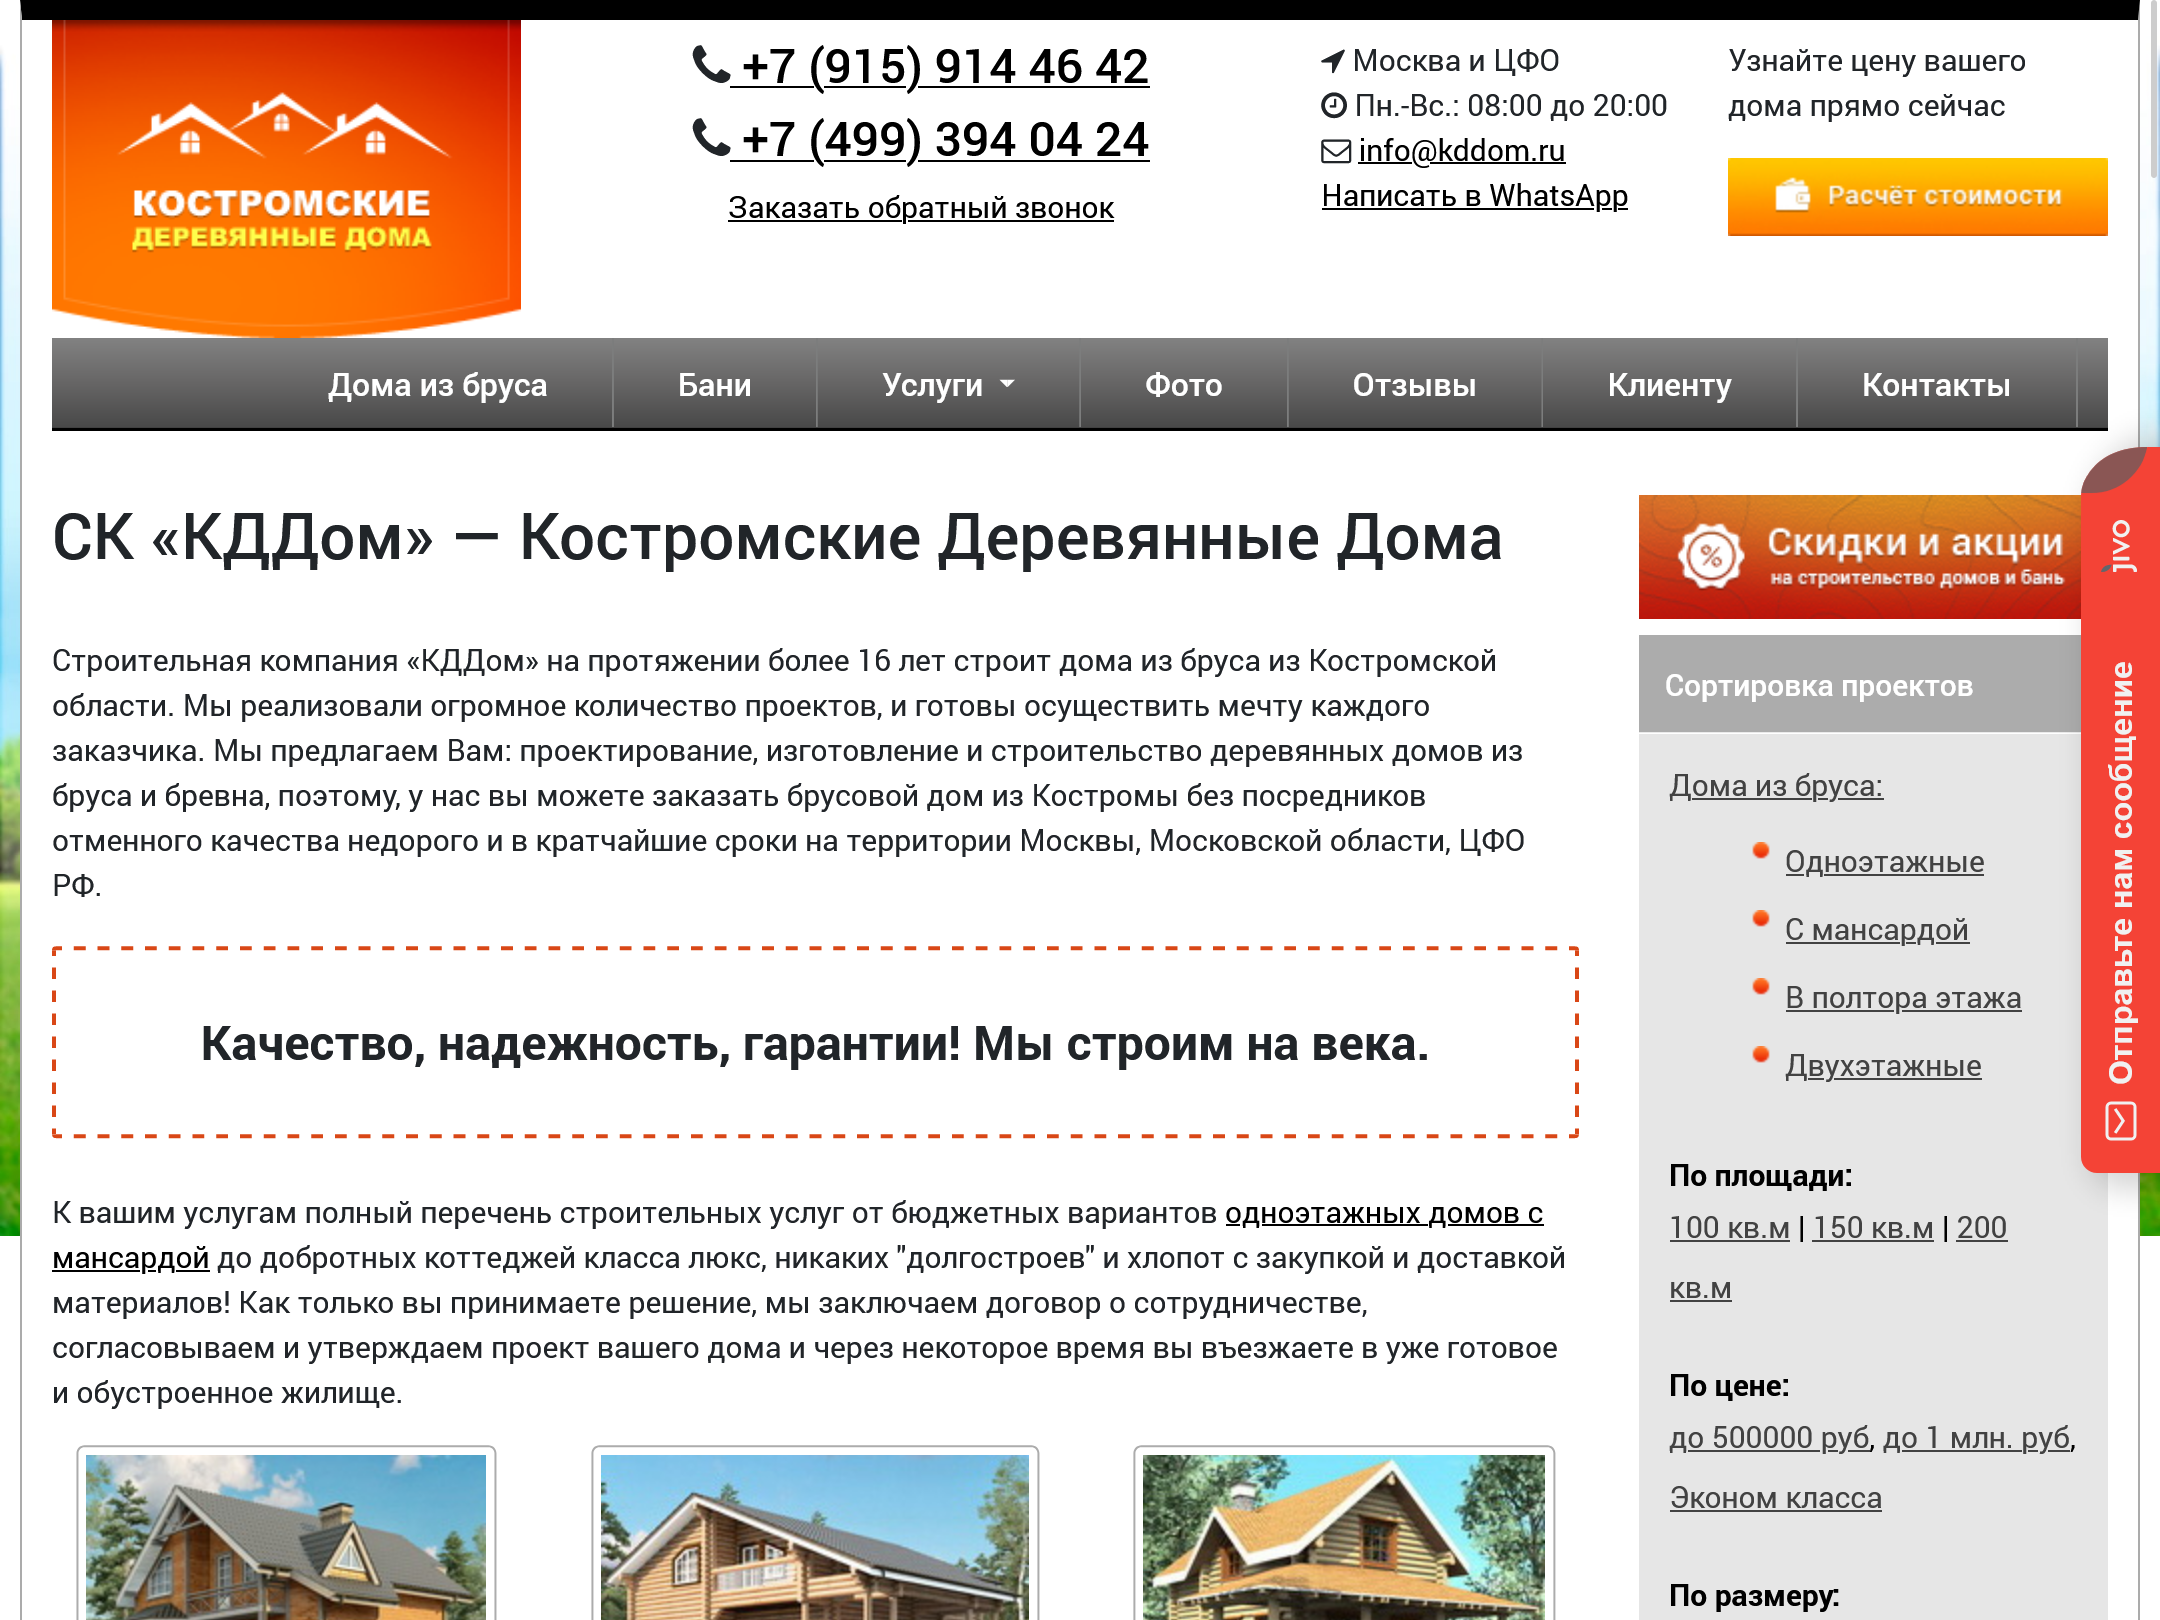 КОСТРОМСКИЕ
ДЕРЕВЯННЫЕ ДОМА
+7 (915) 914 46 42
+7 (499) 394 04 24
Заказать обратный звонок
Москва и ЦФО
Пн.-Вс.: 08:00 до 20:00
info@kddom.ru
Написать в WhatsApp
Узнайте цену вашего
дома прямо сейчас
Расчёт стоимости
Дома из бруса
Бани
Услуги
Фото
Отзывы
Клиенту
Контакты
СК «КДДом» — Костромские Деревянные Дома
Строительная компания «КДДом» на протяжении более 16 лет строит дома из бруса из Костромской
области. Мы реализовали огромное количество проектов, и готовы осуществить мечту каждого
заказчика. Мы предлагаем Вам: проектирование, изготовление и строительство деревянных домов из
бруса и бревна, поэтому, у нас вы можете заказать брусовой дом из Костромы без посредников
отменного качества недорого и в кратчайшие сроки на территории Москвы, Московской области, ЦФО
РФ.
Качество, надежность, гарантии! Мы строим на века.
К вашим услугам полный перечень строительных услуг от бюджетных вариантов одноэтажных домов с
мансардой до добротных коттеджей класса люкс, никаких "долгостроев" и хлопот с закупкой и доставкой
материалов! Как только вы принимаете решение, мы заключаем договор о сотрудничестве,
согласовываем и утверждаем проект вашего дома и через некоторое время вы въезжаете в уже готовое
и обустроенное жилище.
Скидки и акции
на строительство домов и бань
Сортировка проектов
Дома из бруса:
Одноэтажные
С мансардой
В полтора этажа
Двухэтажные
По площади:
100 кв.м | 150 кв.м | 200
кв.м
По цене:
до 500000 руб, до 1 млн. руб,
Эконом класса
По размеру:
jivo
Отправьте нам сообщение